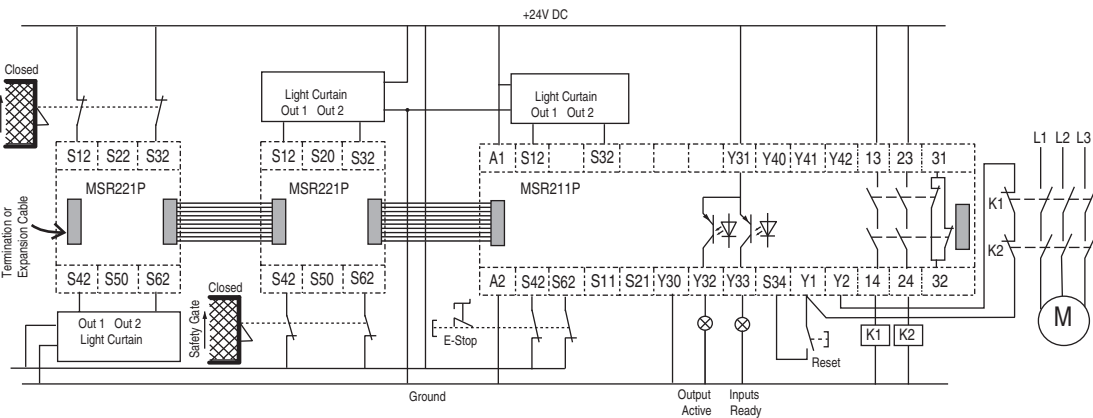 +24V DC
Closed
Light Curtain
Out 1 Out 2
Light Curtain
Out 1 Out 2
S12 S22 S32
S12 S20 S32
A1 S12 S32 Y31 Y40 Y41 Y42 13 23 31
L1 L2 L3
MSR221P
MSR221P
MSR211P
K1
K2
Termination or
Expansion Cable
S42 S50 S62
S42 S50 S62
A2 S42 S62 S11 S21 Y30 Y32 Y33 S34 Y1 Y2 14 24 32
Closed
Safety Gate
Out 1 Out 2
Light Curtain
E-Stop
Reset
K1 K2
M
Ground
Output
Active
Inputs
Ready